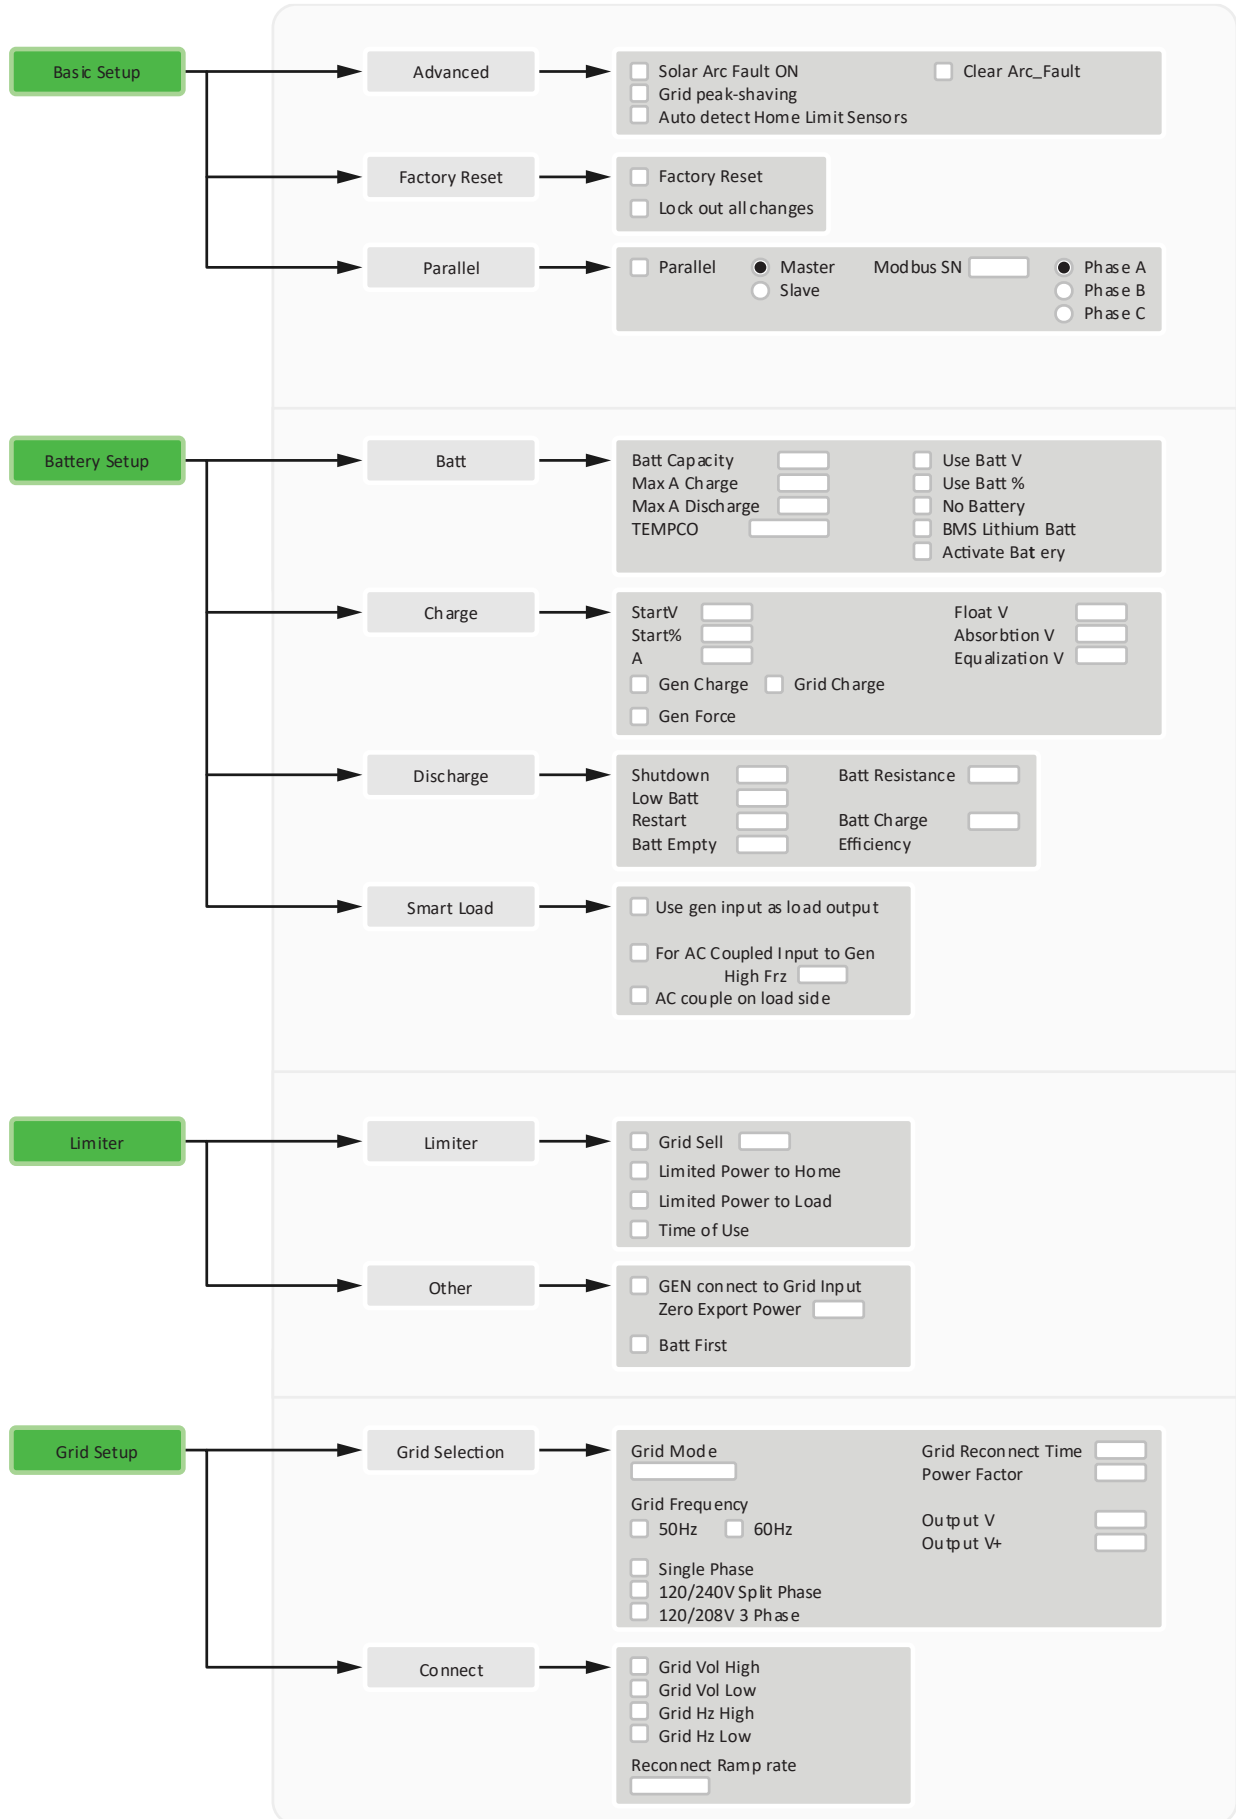 Basic Setup
Advanced
Solar Arc Fault ON
Clear Arc_Fault
Grid peak-shaving
Auto detect Home Limit Sensors
Factory Reset
Factory Reset
Lock out all changes
Parallel
Parallel
Master
Modbus SN
Phase A
Slave
Phase B
Phase C
Battery Setup
Batt
Batt Capacity
Use Batt V
Max A Charge
Use Batt %
Max A Discharge
No Battery
TEMPCO
BMS Lithium Batt
Activate Bat ery
Charge
StartV
Float V
Start%
Absorbtion V
A
Equalization V
Gen Charge
Grid Charge
Gen Force
Discharge
Shutdown
Batt Resistance
Low Batt
Restart
Batt Charge
Batt Empty
Efficiency
Smart Load
Use gen input as load output
For AC Coupled Input to Gen
High Frz
AC couple on load side
Limiter
Limiter
Grid Sell
Limited Power to Home
Limited Power to Load
Time of Use
Other
GEN connect to Grid Input
Zero Export Power
Batt First
Grid Setup
Grid Selection
Grid Mode
Grid Reconnect Time
Power Factor
Grid Frequency
50Hz
60Hz
Output V
Output V+
Single Phase
120/240V Split Phase
120/208V 3 Phase
Connect
Grid Vol High
Grid Vol Low
Grid Hz High
Grid Hz Low
Reconnect Ramp rate